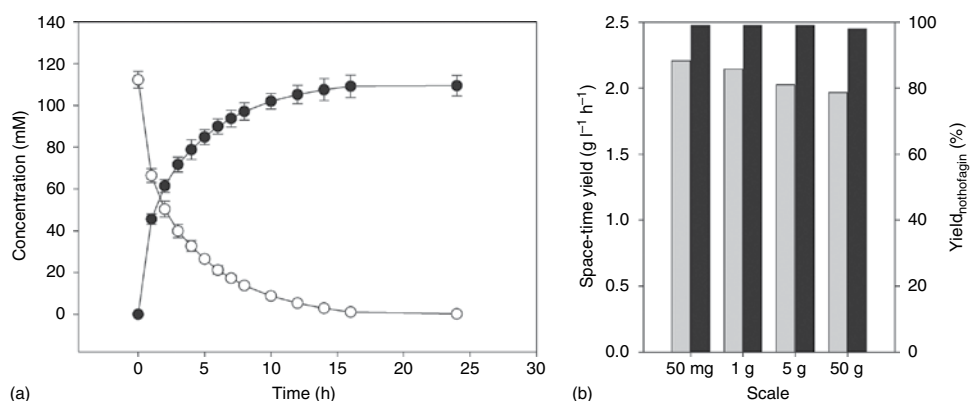 140
120
100
80
60
40
20
0
Concentration (mM)
0 5 10 15 20 25 30
Time (h)
(a)
2.5
2.0
1.5
1.0
0.5
0.0
Space-time yield (g l⁻¹ h⁻¹)
100
80
60
40
20
0
Yield_nothofagin (%)
50 mg 1 g 5 g 50 g
Scale
(b)